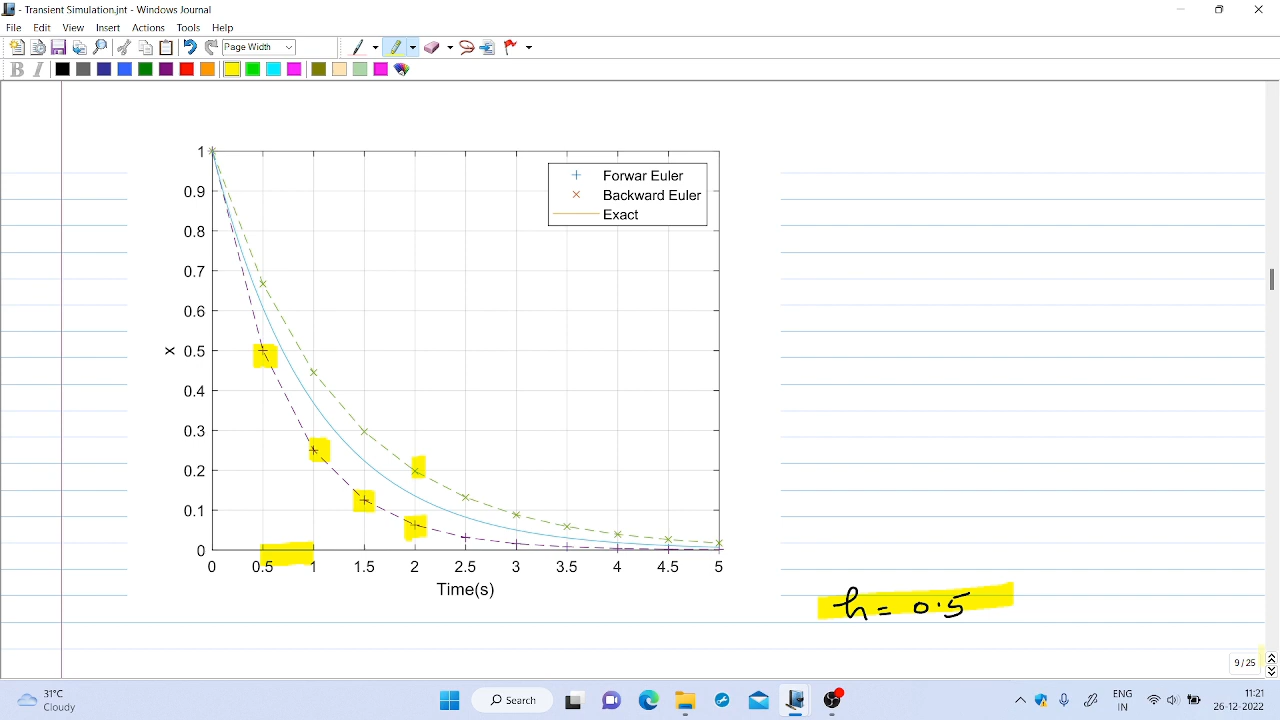 Transient Simulation.jnt - Windows Journal
File Edit View Insert Actions Tools Help
Page Width
B I
1
0.9
0.8
0.7
0.6
0.5
0.4
0.3
0.2
0.1
0
x
Forwar Euler
Backward Euler
Exact
0 0.5 1 1.5 2 2.5 3 3.5 4 4.5 5
Time(s)
h = 0.5
9 / 25
31°C
Cloudy
Search
ENG
IN
11:21
26-12-2022